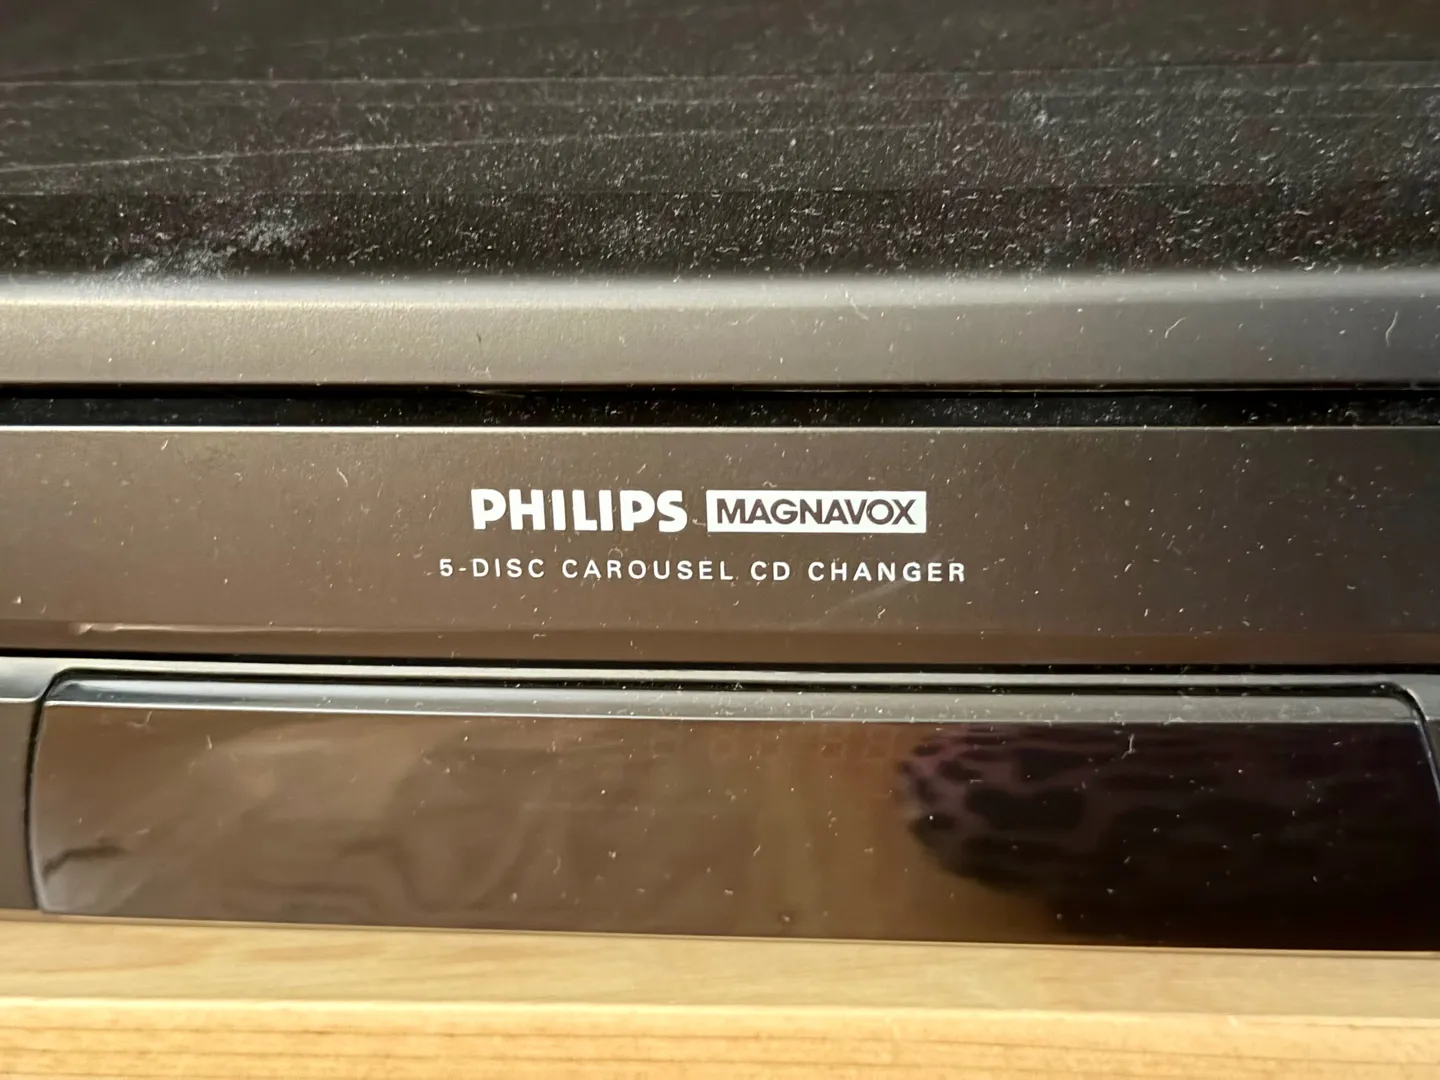 PHILIPS MAGNAVOX
5-DISC CAROUSEL CD CHANGER